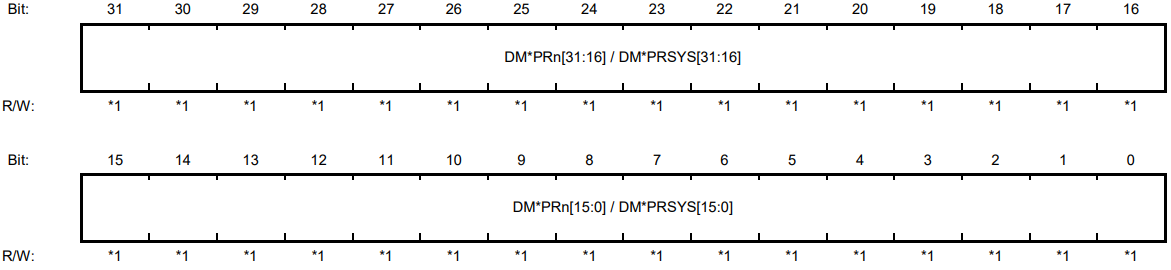 Bit: 31 30 29 28 27 26 25 24 23 22 21 20 19 18 17 16
DM*PRn[31:16] / DM*PRSYS[31:16]
R/W: *1 *1 *1 *1 *1 *1 *1 *1 *1 *1 *1 *1 *1 *1 *1 *1
Bit: 15 14 13 12 11 10 9 8 7 6 5 4 3 2 1 0
DM*PRn[15:0] / DM*PRSYS[15:0]
R/W: *1 *1 *1 *1 *1 *1 *1 *1 *1 *1 *1 *1 *1 *1 *1 *1